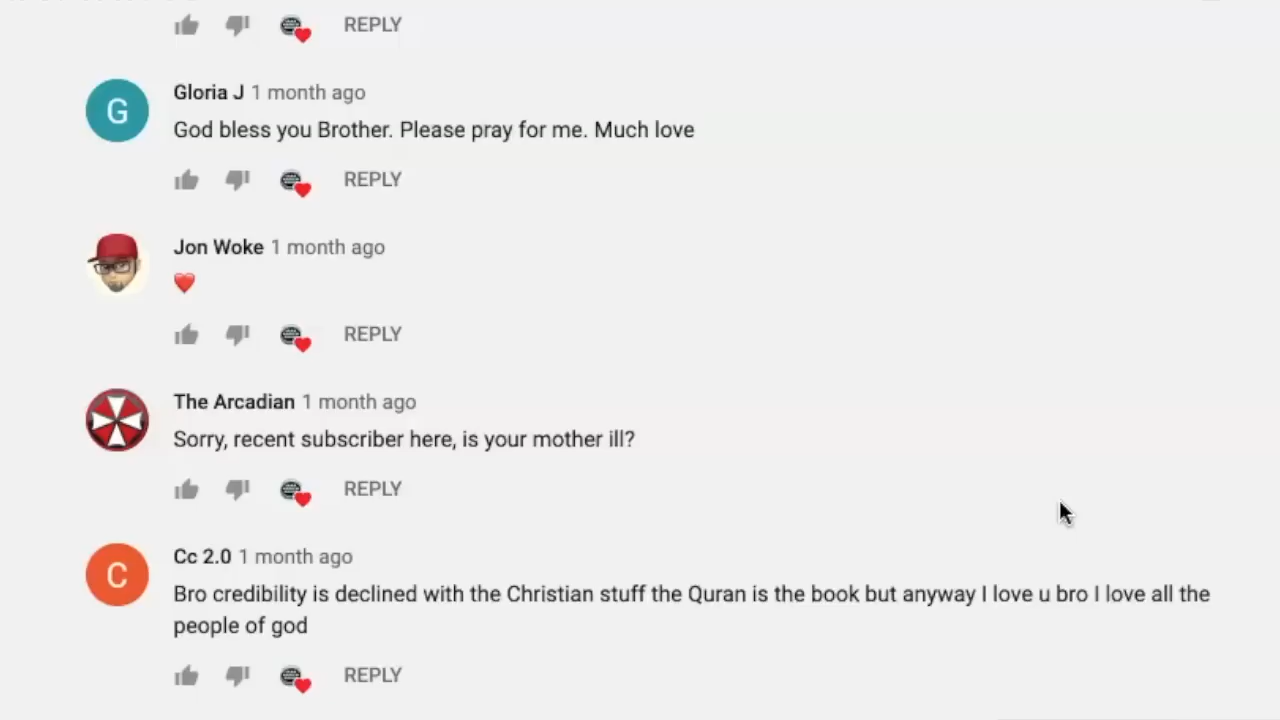 REPLY
Gloria J 1 month ago
God bless you Brother. Please pray for me. Much love
REPLY
Jon Woke 1 month ago
❤️
REPLY
The Arcadian 1 month ago
Sorry, recent subscriber here, is your mother ill?
REPLY
Cc 2.0 1 month ago
Bro credibility is declined with the Christian stuff the Quran is the book but anyway I love u bro I love all the
people of god
REPLY